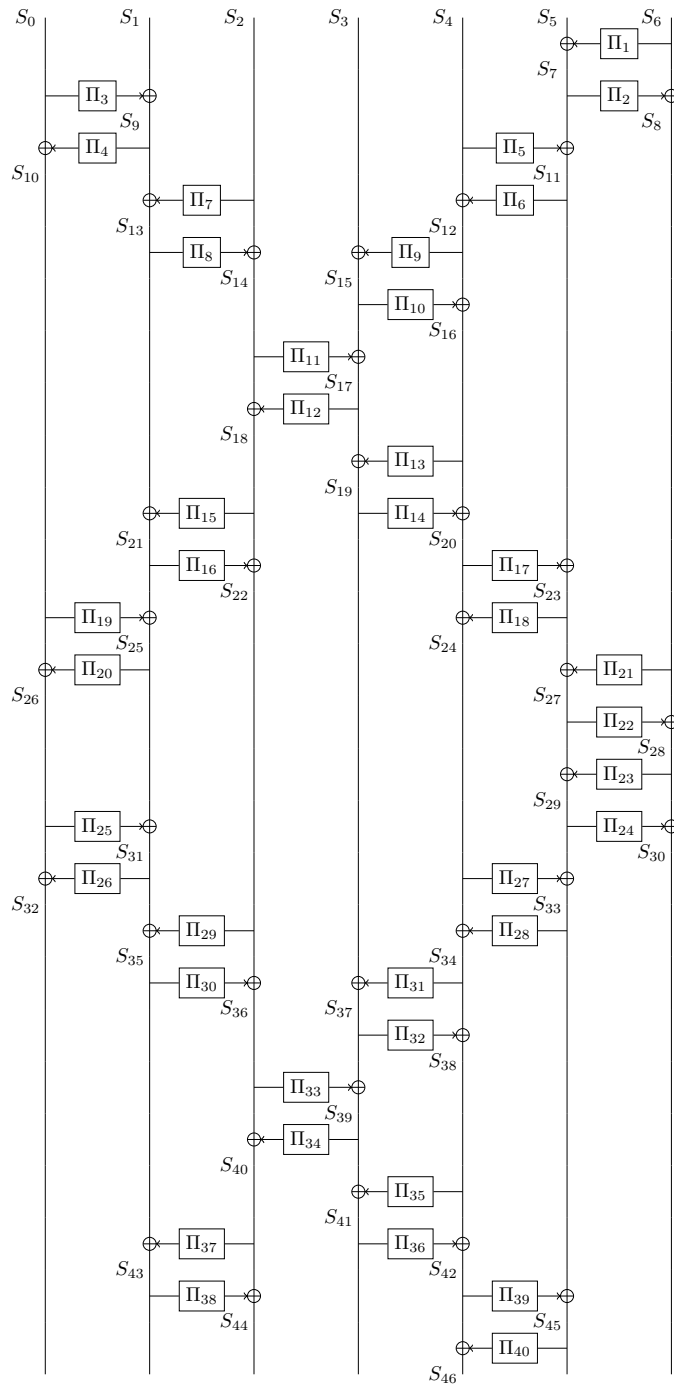 S₀ S₁ S₂ S₃ S₄ S₅ S₆
Π₁
S₇
Π₃ Π₂
S₉ S₈
Π₄ Π₅
S₁₀ S₁₁
Π₇ Π₆
S₁₃ S₁₂
Π₈ Π₉
S₁₄ S₁₅
Π₁₀
S₁₆
Π₁₁
S₁₇
Π₁₂
S₁₈
Π₁₃
S₁₉
Π₁₅ Π₁₄
S₂₁ S₂₀
Π₁₆ Π₁₇
S₂₂ S₂₃
Π₁₉ Π₁₈
S₂₅ S₂₄
Π₂₀ Π₂₁
S₂₆ S₂₇
Π₂₂
S₂₈
Π₂₃
S₂₉
Π₂₅ Π₂₄
S₃₁ S₃₀
Π₂₆ Π₂₇
S₃₂ S₃₃
Π₂₉ Π₂₈
S₃₅ S₃₄
Π₃₀ Π₃₁
S₃₆ S₃₇
Π₃₂
S₃₈
Π₃₃
S₃₉
Π₃₄
S₄₀
Π₃₅
S₄₁
Π₃₇ Π₃₆
S₄₃ S₄₂
Π₃₈ Π₃₉
S₄₄ S₄₅
Π₄₀
S₄₆